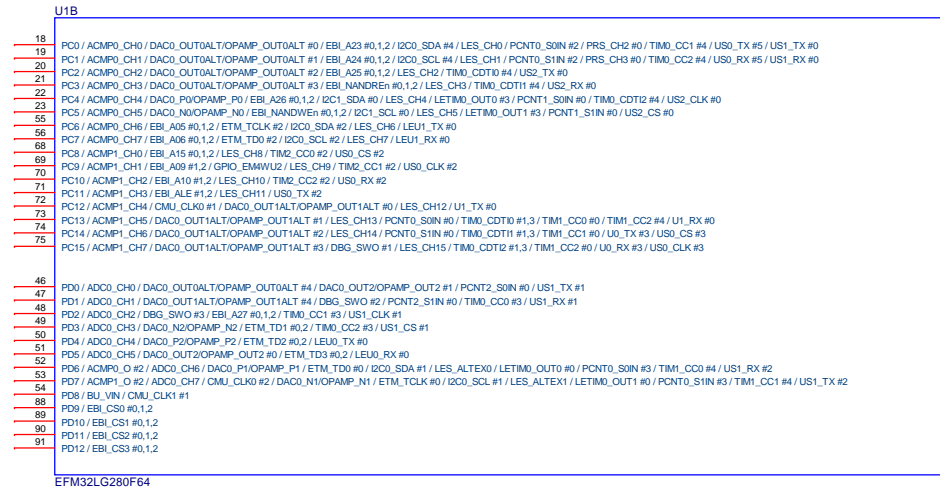 U1B
18 PC0 / ACMP0_CH0 / DAC0_OUT0ALT/OPAMP_OUT0ALT #0 / EBI_A23 #0,1,2 / I2C0_SDA #4 / LES_CH0 / PCNT0_S0IN #2 / PRS_CH2 #0 / TIM0_CC1 #4 / US0_TX #5 / US1_TX #0
19 PC1 / ACMP0_CH1 / DAC0_OUT0ALT/OPAMP_OUT0ALT #1 / EBI_A24 #0,1,2 / I2C0_SCL #4 / LES_CH1 / PCNT0_S1IN #2 / PRS_CH3 #0 / TIM0_CC2 #4 / US0_RX #5 / US1_RX #0
20 PC2 / ACMP0_CH2 / DAC0_OUT0ALT/OPAMP_OUT0ALT #2 / EBI_A25 #0,1,2 / LES_CH2 / TIM0_CDTI0 #4 / US2_TX #0
21 PC3 / ACMP0_CH3 / DAC0_OUT0ALT/OPAMP_OUT0ALT #3 / EBI_NANDREn #0,1,2 / LES_CH3 / TIM0_CDTI1 #4 / US2_RX #0
22 PC4 / ACMP0_CH4 / DAC0_P0/OPAMP_P0 / EBI_A26 #0,1,2 / I2C1_SDA #0 / LES_CH4 / LETIM0_OUT0 #3 / PCNT1_S0IN #0 / TIM0_CDTI2 #4 / US2_CLK #0
23 PC5 / ACMP0_CH5 / DAC0_N0/OPAMP_N0 / EBI_NANDWEn #0,1,2 / I2C1_SCL #0 / LES_CH5 / LETIM0_OUT1 #3 / PCNT1_S1IN #0 / US2_CS #0
55 PC6 / ACMP0_CH6 / EBI_A05 #0,1,2 / ETM_TCLK #2 / I2C0_SDA #2 / LES_CH6 / LEU1_TX #0
56 PC7 / ACMP0_CH7 / EBI_A06 #0,1,2 / ETM_TD0 #2 / I2C0_SCL #2 / LES_CH7 / LEU1_RX #0
68 PC8 / ACMP1_CH0 / EBI_A15 #0,1,2 / LES_CH8 / TIM2_CC0 #2 / US0_CS #2
69 PC9 / ACMP1_CH1 / EBI_A09 #1,2 / GPIO_EM4WU2 / LES_CH9 / TIM2_CC1 #2 / US0_CLK #2
70 PC10 / ACMP1_CH2 / EBI_A10 #1,2 / LES_CH10 / TIM2_CC2 #2 / US0_RX #2
71 PC11 / ACMP1_CH3 / EBI_ALE #1,2 / LES_CH11 / US0_TX #2
72 PC12 / ACMP1_CH4 / CMU_CLK0 #1 / DAC0_OUT1ALT/OPAMP_OUT1ALT #0 / LES_CH12 / U1_TX #0
73 PC13 / ACMP1_CH5 / DAC0_OUT1ALT/OPAMP_OUT1ALT #1 / LES_CH13 / PCNT0_S0IN #0 / TIM0_CDTI0 #1,3 / TIM1_CC0 #0 / TIM1_CC2 #4 / U1_RX #0
74 PC14 / ACMP1_CH6 / DAC0_OUT1ALT/OPAMP_OUT1ALT #2 / LES_CH14 / PCNT0_S1IN #0 / TIM0_CDTI1 #1,3 / TIM1_CC1 #0 / U0_TX #3 / US0_CS #3
75 PC15 / ACMP1_CH7 / DAC0_OUT1ALT/OPAMP_OUT1ALT #3 / DBG_SWO #1 / LES_CH15 / TIM0_CDTI2 #1,3 / TIM1_CC2 #0 / U0_RX #3 / US0_CLK #3
46 PD0 / ADC0_CH0 / DAC0_OUT0ALT/OPAMP_OUT0ALT #4 / DAC0_OUT2/OPAMP_OUT2 #1 / PCNT2_S0IN #0 / US1_TX #1
47 PD1 / ADC0_CH1 / DAC0_OUT1ALT/OPAMP_OUT1ALT #4 / DBG_SWO #2 / PCNT2_S1IN #0 / TIM0_CC0 #3 / US1_RX #1
48 PD2 / ADC0_CH2 / DBG_SWO #3 / EBI_A27 #0,1,2 / TIM0_CC1 #3 / US1_CLK #1
49 PD3 / ADC0_CH3 / DAC0_N2/OPAMP_N2 / ETM_TD1 #0,2 / TIM0_CC2 #3 / US1_CS #1
50 PD4 / ADC0_CH4 / DAC0_P2/OPAMP_P2 / ETM_TD2 #0,2 / LEU0_TX #0
51 PD5 / ADC0_CH5 / DAC0_OUT2/OPAMP_OUT2 #0 / ETM_TD3 #0,2 / LEU0_RX #0
52 PD6 / ACMP0_O #2 / ADC0_CH6 / DAC0_P1/OPAMP_P1 / ETM_TD0 #0 / I2C0_SDA #1 / LES_ALTEX0 / LETIM0_OUT0 #0 / PCNT0_S0IN #3 / TIM1_CC0 #4 / US1_RX #2
53 PD7 / ACMP1_O #2 / ADC0_CH7 / CMU_CLK0 #2 / DAC0_N1/OPAMP_N1 / ETM_TCLK #0 / I2C0_SCL #1 / LES_ALTEX1 / LETIM0_OUT1 #0 / PCNT0_S1IN #3 / TIM1_CC1 #4 / US1_TX #2
54 PD8 / BU_VIN / CMU_CLK1 #1
88 PD9 / EBI_CS0 #0,1,2
89 PD10 / EBI_CS1 #0,1,2
90 PD11 / EBI_CS2 #0,1,2
91 PD12 / EBI_CS3 #0,1,2
EFM32LG280F64